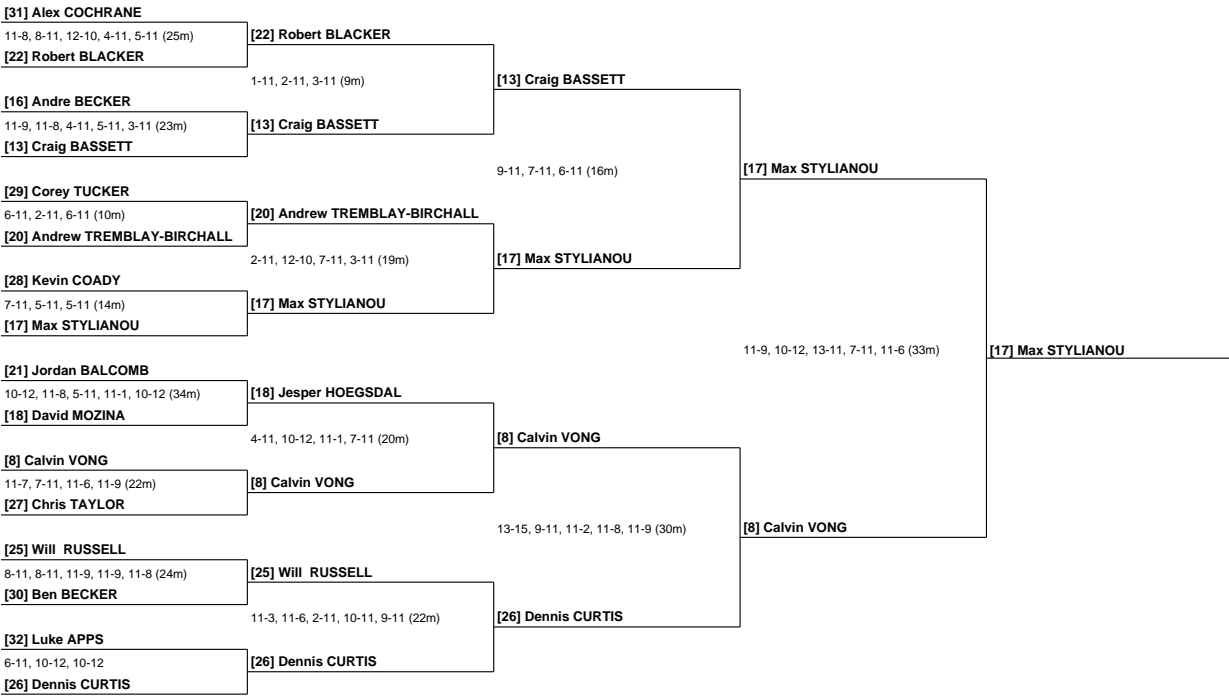 [31] Alex COCHRANE
11-8, 8-11, 12-10, 4-11, 5-11 (25m)
[22] Robert BLACKER
[22] Robert BLACKER
1-11, 2-11, 3-11 (9m)
[13] Craig BASSETT
[16] Andre BECKER
11-9, 11-8, 4-11, 5-11, 3-11 (23m)
[13] Craig BASSETT
[13] Craig BASSETT
9-11, 7-11, 6-11 (16m)
[17] Max STYLIANOU
[29] Corey TUCKER
6-11, 2-11, 6-11 (10m)
[20] Andrew TREMBLAY-BIRCHALL
[20] Andrew TREMBLAY-BIRCHALL
2-11, 12-10, 7-11, 3-11 (19m)
[17] Max STYLIANOU
[28] Kevin COADY
7-11, 5-11, 5-11 (14m)
[17] Max STYLIANOU
[17] Max STYLIANOU
11-9, 10-12, 13-11, 7-11, 11-6 (33m)
[17] Max STYLIANOU
[21] Jordan BALCOMB
10-12, 11-8, 5-11, 11-1, 10-12 (34m)
[18] Jesper HOEGSDAL
[18] David MOZINA
4-11, 10-12, 11-1, 7-11 (20m)
[8] Calvin VONG
[8] Calvin VONG
11-7, 7-11, 11-6, 11-9 (22m)
[8] Calvin VONG
[27] Chris TAYLOR
13-15, 9-11, 11-2, 11-8, 11-9 (30m)
[8] Calvin VONG
[25] Will  RUSSELL
8-11, 8-11, 11-9, 11-9, 11-8 (24m)
[25] Will  RUSSELL
[30] Ben BECKER
11-3, 11-6, 2-11, 10-11, 9-11 (22m)
[26] Dennis CURTIS
[32] Luke APPS
6-11, 10-12, 10-12
[26] Dennis CURTIS
[26] Dennis CURTIS